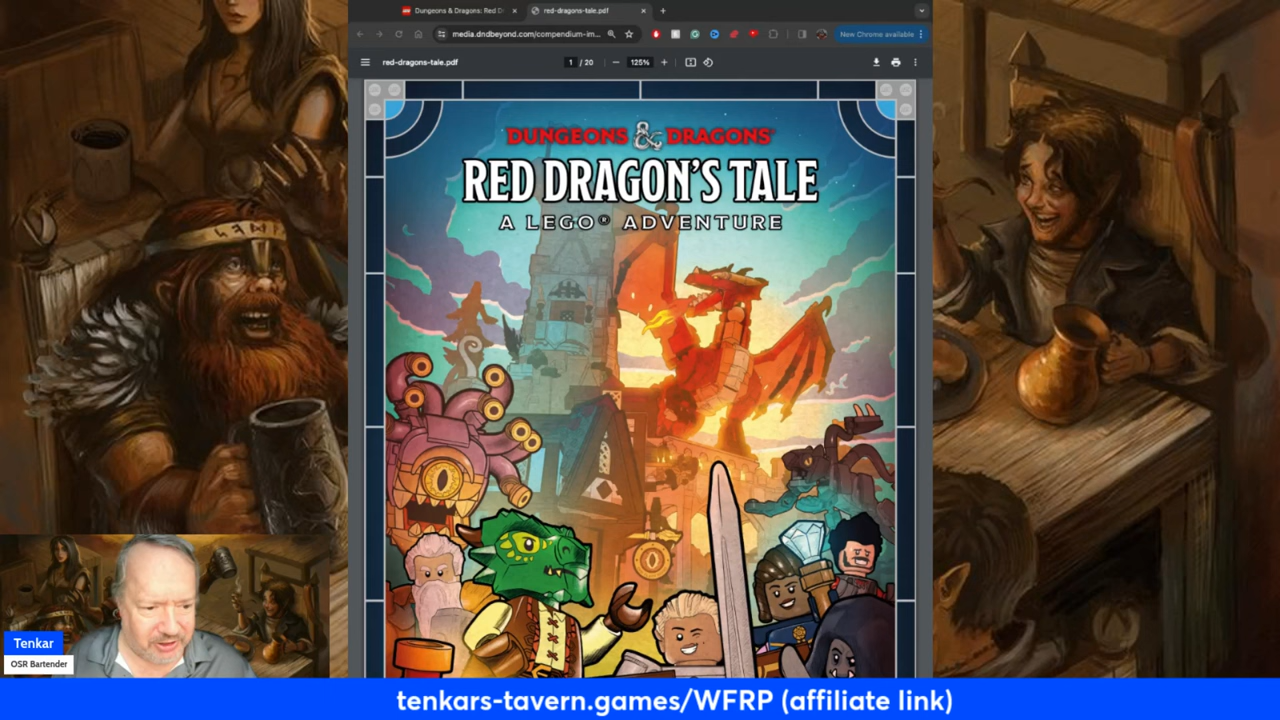 Dungeons & Dragons: Red D
red-dragons-tale.pdf
media.dndbeyond.com/compendium-im...
New Chrome available
red-dragons-tale.pdf
1 / 20
125%
DUNGEONS & DRAGONS
RED DRAGON'S TALE
A LEGO® ADVENTURE
Tenkar
OSR Bartender
tenkars-tavern.games/WFRP (affiliate link)